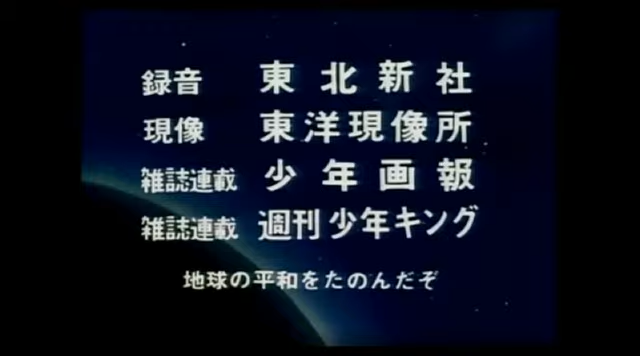 録音 東北新社
現像 東洋現像所
雑誌連載 少年画報
雑誌連載 週刊少年キング
地球の平和をたのんだぞ